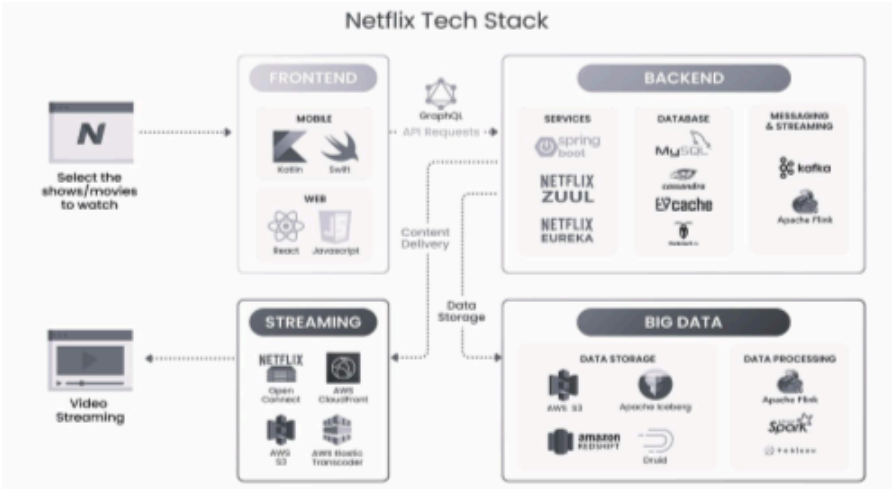 Netflix Tech Stack
N
Select the
shows/movies
to watch
FRONTEND
MOBILE
Kotlin
Swift
WEB
React
Javascript
GraphQL
API Requests
BACKEND
SERVICES
spring
boot
NETFLIX
ZUUL
NETFLIX
EUREKA
DATABASE
MySQL
cassandra
EVcache
MESSAGING
& STREAMING
kafka
Apache Flink
Content
Delivery
Data
Storage
STREAMING
NETFLIX
Open
Connect
AWS
Cloudfront
AWS
S3
AWS Elastic
Transcoder
Video
Streaming
BIG DATA
DATA STORAGE
AWS S3
Apache Iceberg
amazon
REDSHIFT
Druid
DATA PROCESSING
Apache Flink
Spark
tableau